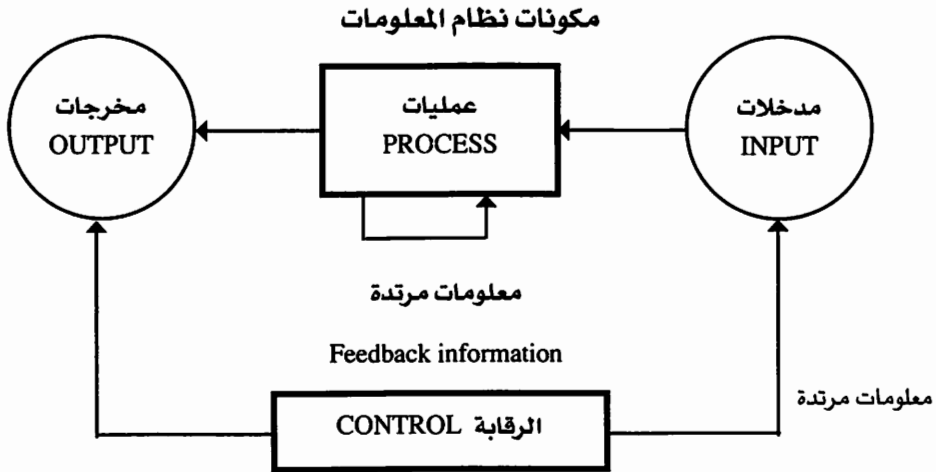 مكونات نظام المعلومات
مدخلات
INPUT
عمليات
PROCESS
مخرجات
OUTPUT
معلومات مرتدة
Feedback information
معلومات مرتدة
الرقابة CONTROL